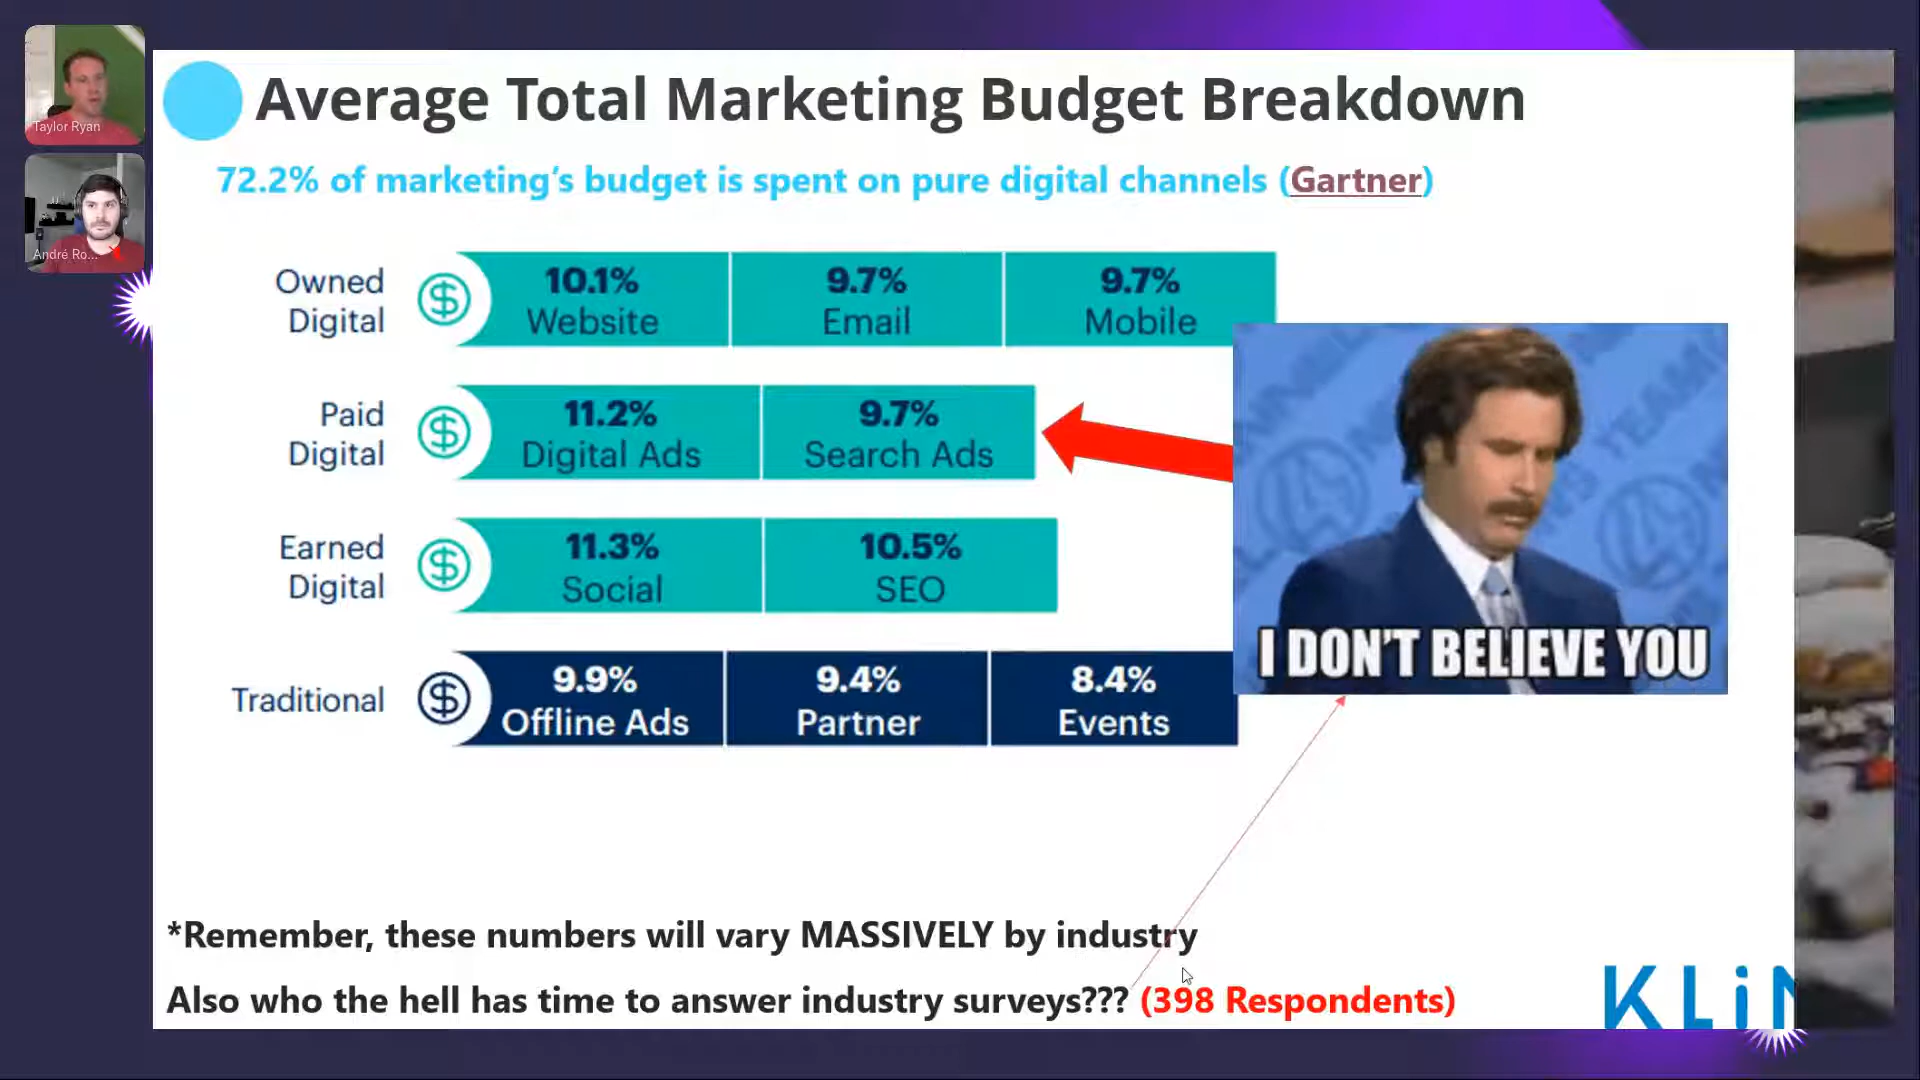 Taylor Ryan
André Ro...
Average Total Marketing Budget Breakdown
72.2% of marketing's budget is spent on pure digital channels (Gartner)
Owned Digital
10.1% Website
9.7% Email
9.7% Mobile
Paid Digital
11.2% Digital Ads
9.7% Search Ads
Earned Digital
11.3% Social
10.5% SEO
Traditional
9.9% Offline Ads
9.4% Partner
8.4% Events
I DON'T BELIEVE YOU
*Remember, these numbers will vary MASSIVELY by industry
Also who the hell has time to answer industry surveys??? (398 Respondents)